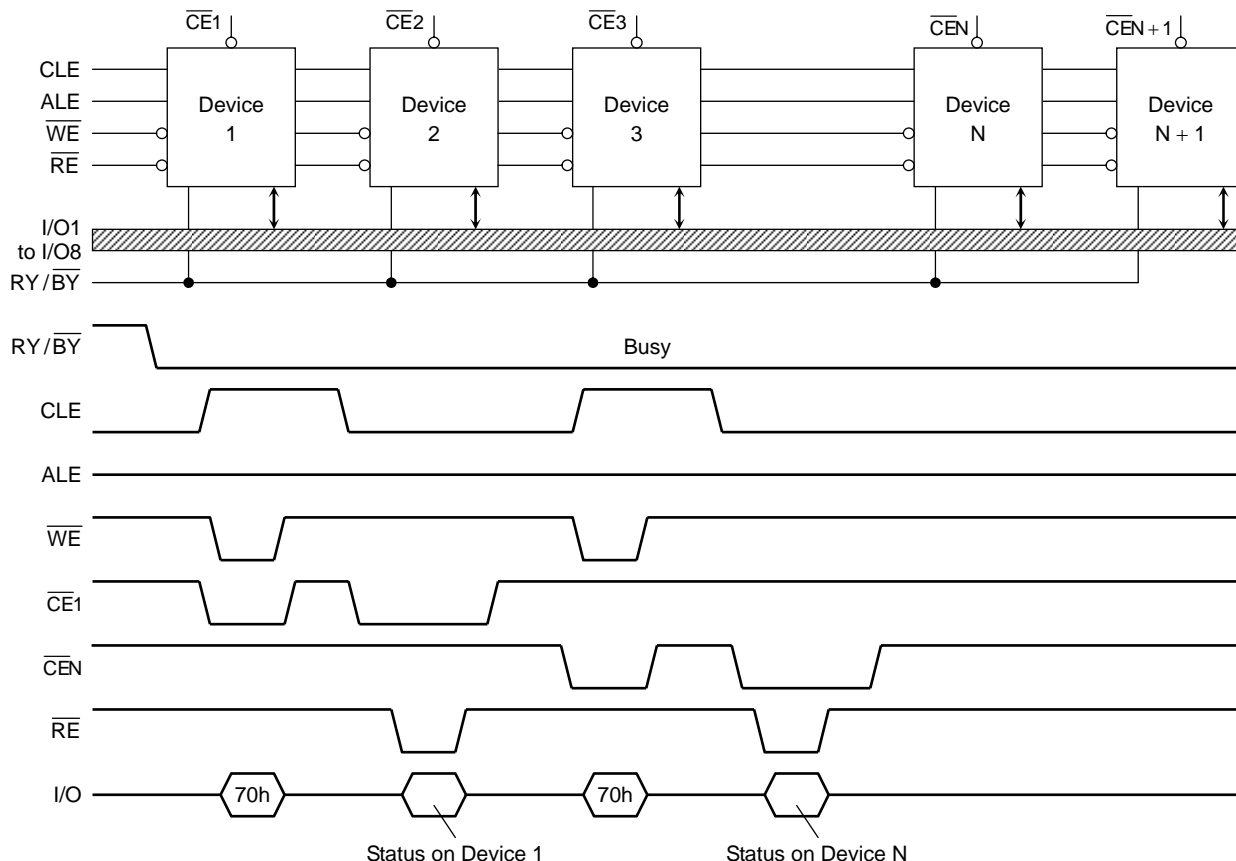 CE1 CE2 CE3 CEN CEN + 1
CLE
ALE
WE
RE
Device 1
Device 2
Device 3
Device N
Device N + 1
I/O1
to I/O8
RY / BY
RY / BY
Busy
CLE
ALE
WE
CE1
CEN
RE
I/O
70h
70h
Status on Device 1
Status on Device N